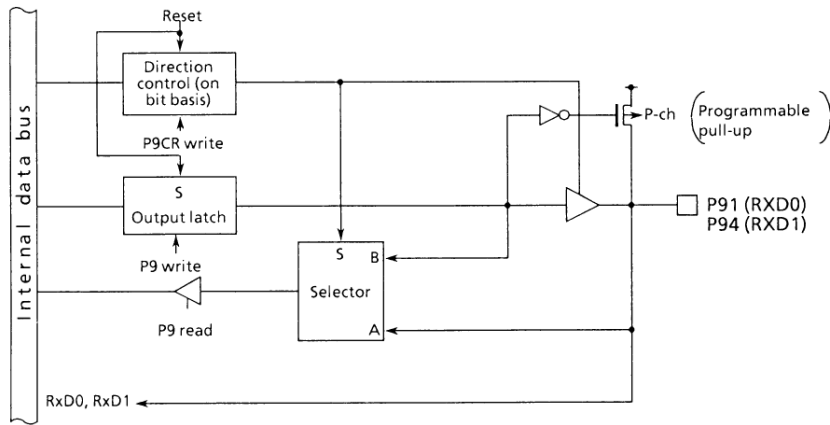 Reset
Direction
control (on
bit basis)
P-ch
Programmable
pull-up
P9CR write
Internal data bus
S
Output latch
P91 (RXD0)
P94 (RXD1)
P9 write
S
B
Selector
A
P9 read
RxD0, RxD1